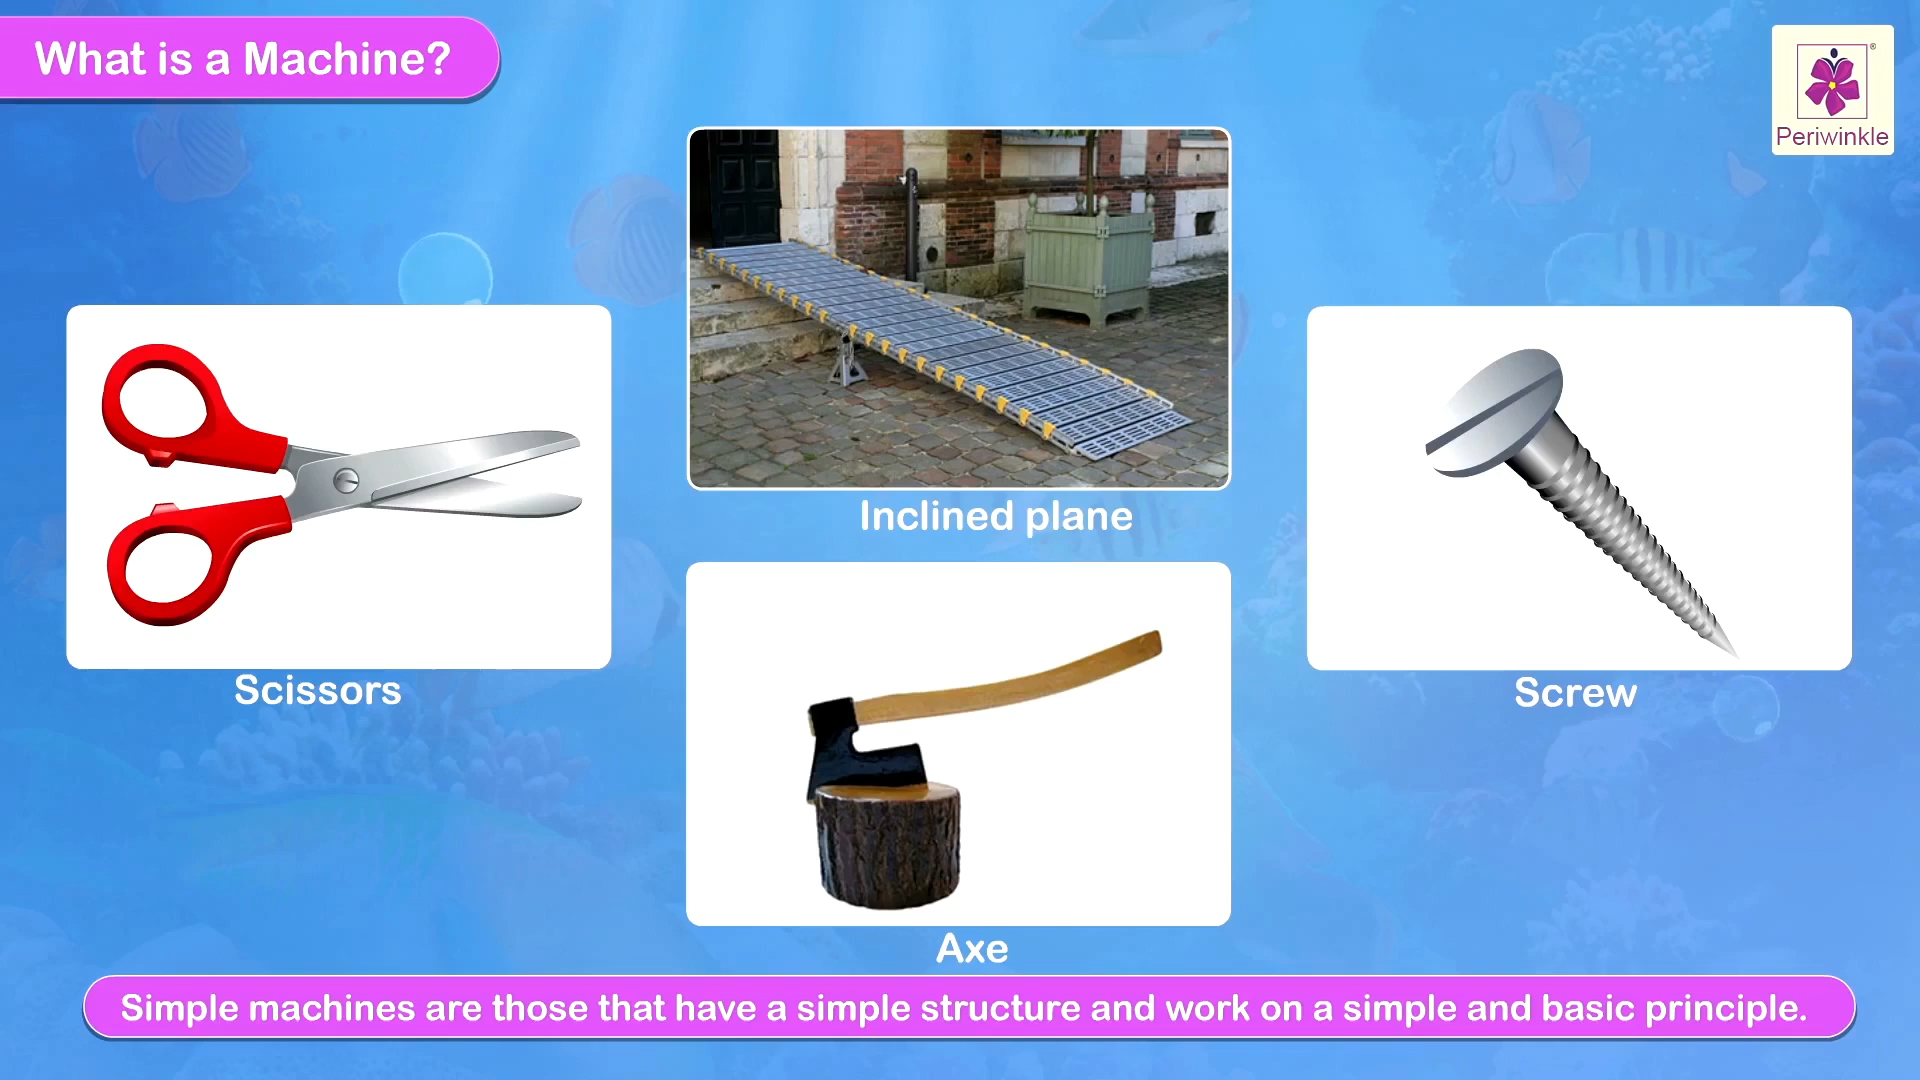 What is a Machine?
®
Periwinkle
Inclined plane
Scissors
Screw
Axe
Simple machines are those that have a simple structure and work on a simple and basic principle.